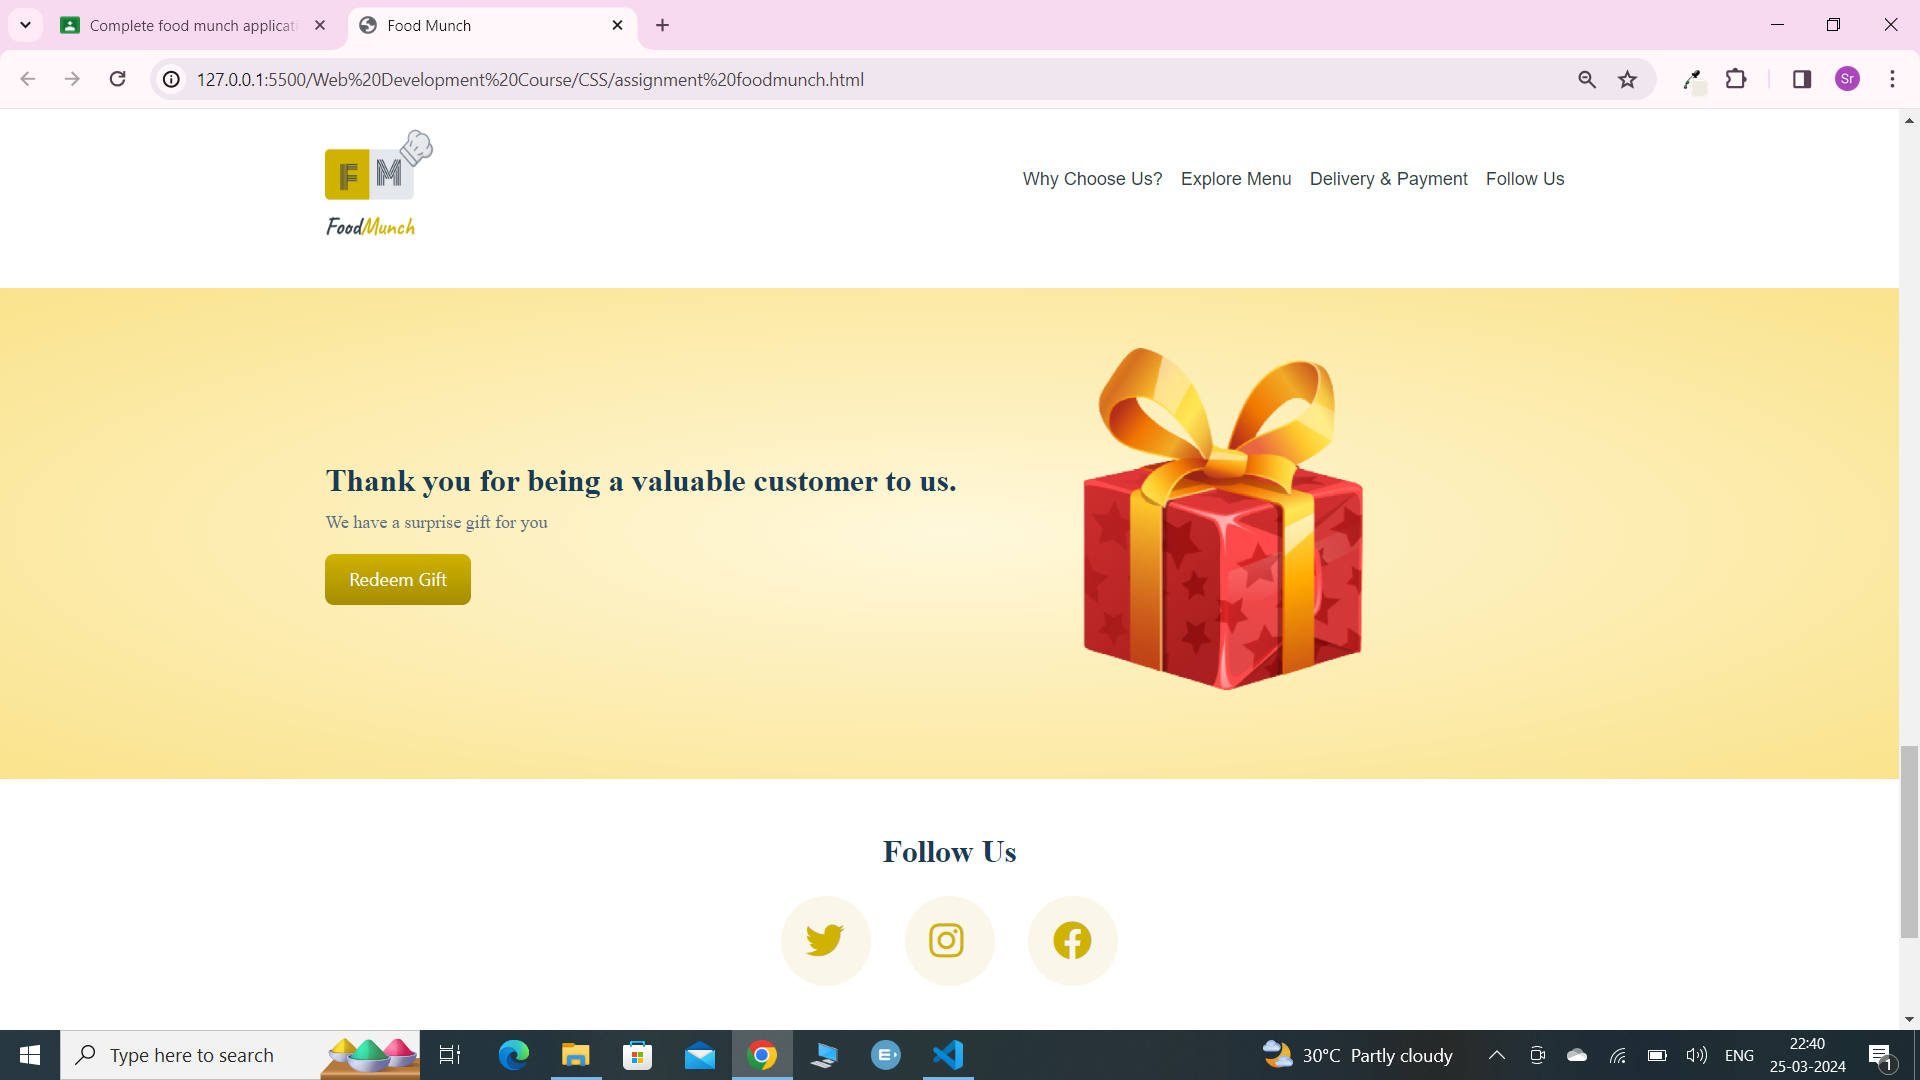 Complete food munch applicati
Food Munch
127.0.0.1:5500/Web%20Development%20Course/CSS/assignment%20foodmunch.html
Sr
FM
FoodMunch
Why Choose Us? Explore Menu Delivery & Payment Follow Us
Thank you for being a valuable customer to us.
We have a surprise gift for you
Redeem Gift
Follow Us
Type here to search
30°C Partly cloudy
ENG
22:40
25-03-2024
1